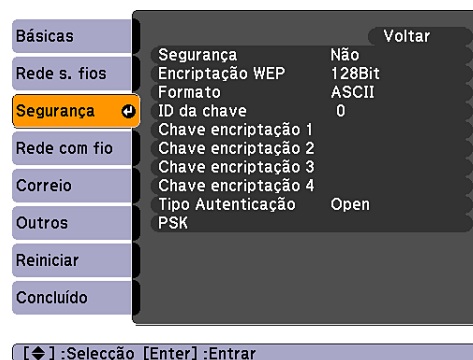 Básicas
Rede s. fios
Segurança
Rede com fio
Correio
Outros
Reiniciar
Concluído
Voltar
Segurança Não
Encriptação WEP 128Bit
Formato ASCII
ID da chave 0
Chave encriptação 1
Chave encriptação 2
Chave encriptação 3
Chave encriptação 4
Tipo Autenticação Open
PSK
[◆] :Selecção [Enter] :Entrar